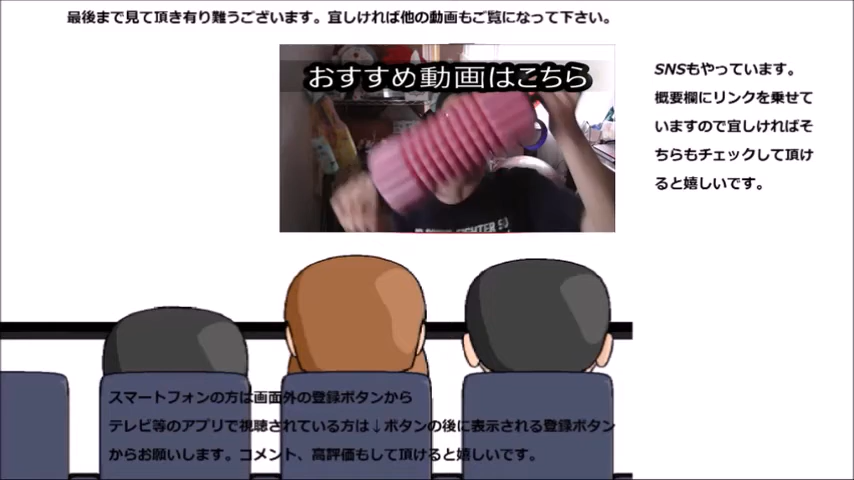 最後まで見て頂き有り難うございます。宜しければ他の動画もご覧になって下さい。
おすすめ動画はこちら
SNSもやっています。
概要欄にリンクを乗せて
いますので宜しければそ
ちらもチェックして頂け
ると嬉しいです。
スマートフォンの方は画面外の登録ボタンから
テレビ等のアプリで視聴されている方は↓ボタンの後に表示される登録ボタン
からお願いします。コメント、高評価もして頂けると嬉しいです。